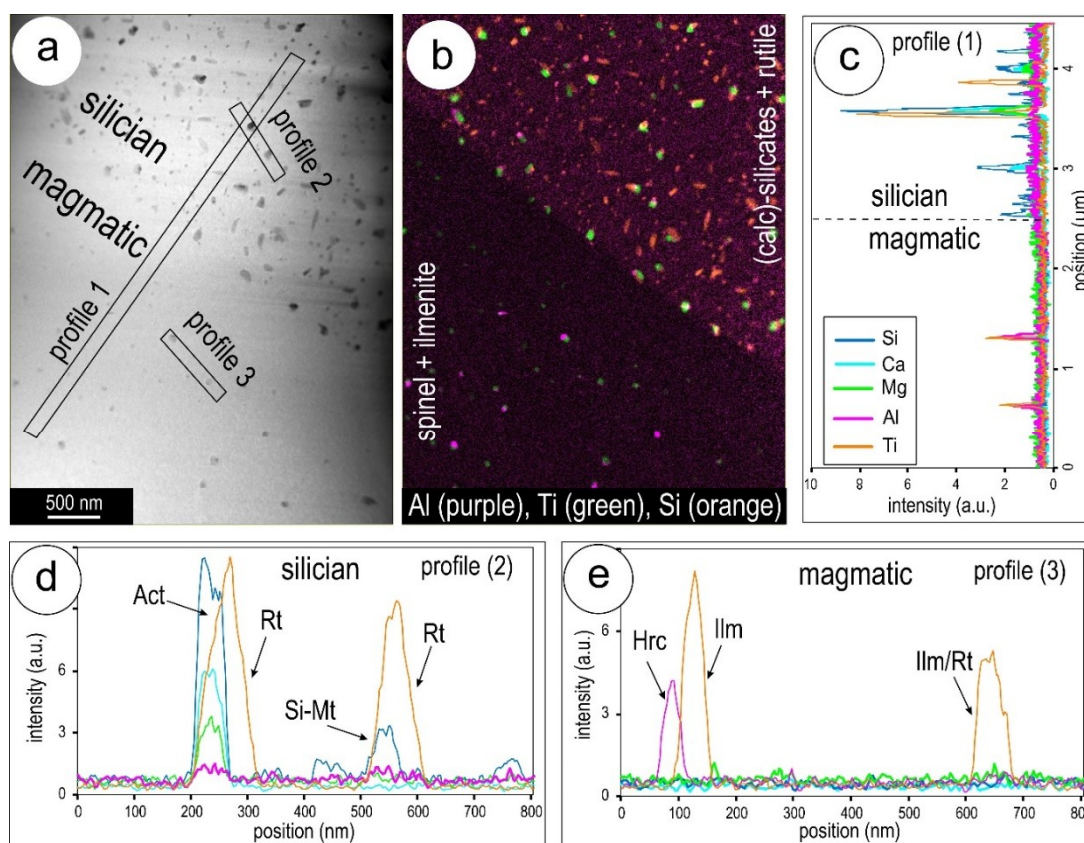 a
silician
magmatic
profile 1
profile 2
profile 3
500 nm
b
spinel + ilmenite
(calc)-silicates + rutile
Al (purple), Ti (green), Si (orange)
c
profile (1)
silician
magmatic
Si
Ca
Mg
Al
Ti
4
3
2
1
0
position (µm)
10 8 6 4 2 0
intensity (a.u.)
d
silician
profile (2)
Act
Rt
Rt
Si-Mt
6
3
0
intensity (a.u.)
0 100 200 300 400 500 600 700 800
position (nm)
e
magmatic
profile (3)
Hrc
Ilm
Ilm/Rt
6
3
0
intensity (a.u.)
0 100 200 300 400 500 600 700 800
position (nm)